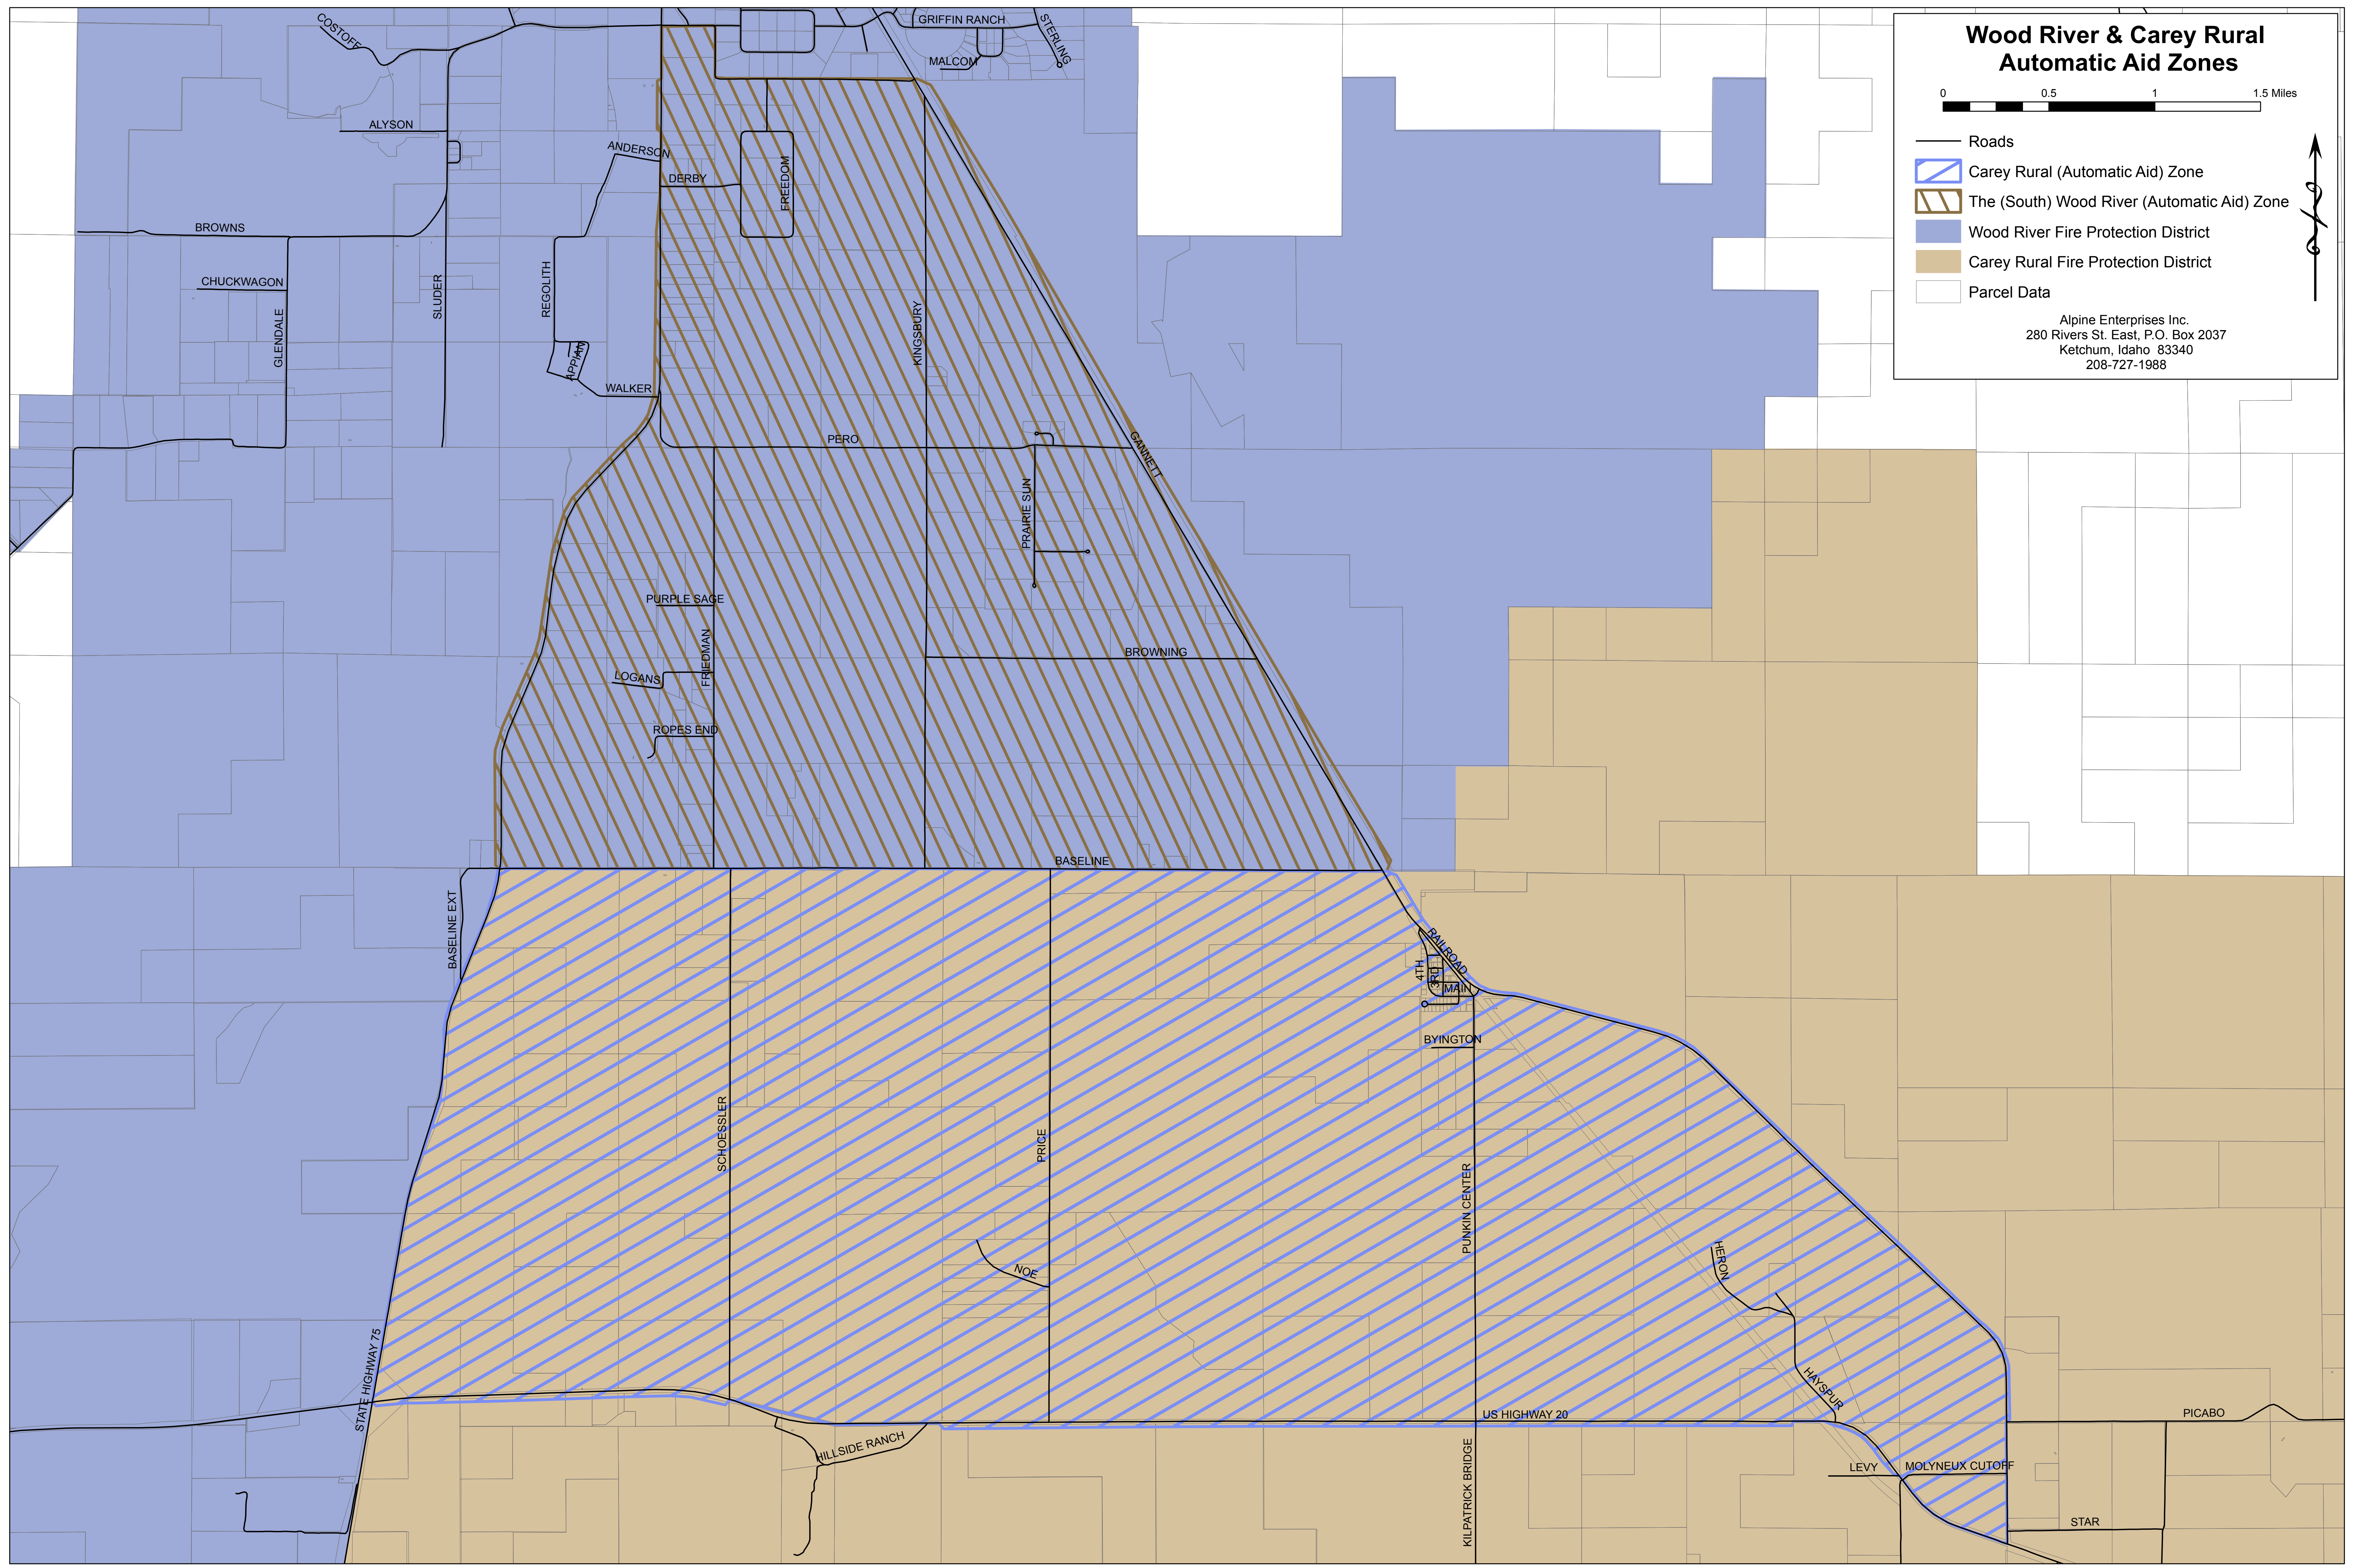 Wood River & Carey Rural
Automatic Aid Zones
0 0.5 1 1.5 Miles
Roads
Carey Rural (Automatic Aid) Zone
The (South) Wood River (Automatic Aid) Zone
Wood River Fire Protection District
Carey Rural Fire Protection District
Parcel Data
Alpine Enterprises Inc.
280 Rivers St. East, P.O. Box 2037
Ketchum, Idaho 83340
208-727-1988
COSTOFF
GRIFFIN RANCH
STERLING
MALCOM
ALYSON
ANDERSON
DERBY
FREEDOM
BROWNS
CHUCKWAGON
GLENDALE
SLUDER
REGOLITH
APPIAN
WALKER
KINGSBURY
PERO
GANNETT
PRAIRIE SUN
PURPLE SAGE
FRIEDMAN
LOGANS
BROWNING
ROPES END
BASELINE
BASELINE EXT
RAILROAD
4TH
3RD
MAIN
BYINGTON
SCHOESSLER
PRICE
PUNKIN CENTER
NOE
HERON
HAYSPUR
STATE HIGHWAY 75
US HIGHWAY 20
PICABO
HILLSIDE RANCH
KILPATRICK BRIDGE
LEVY
MOLYNEUX CUTOFF
STAR